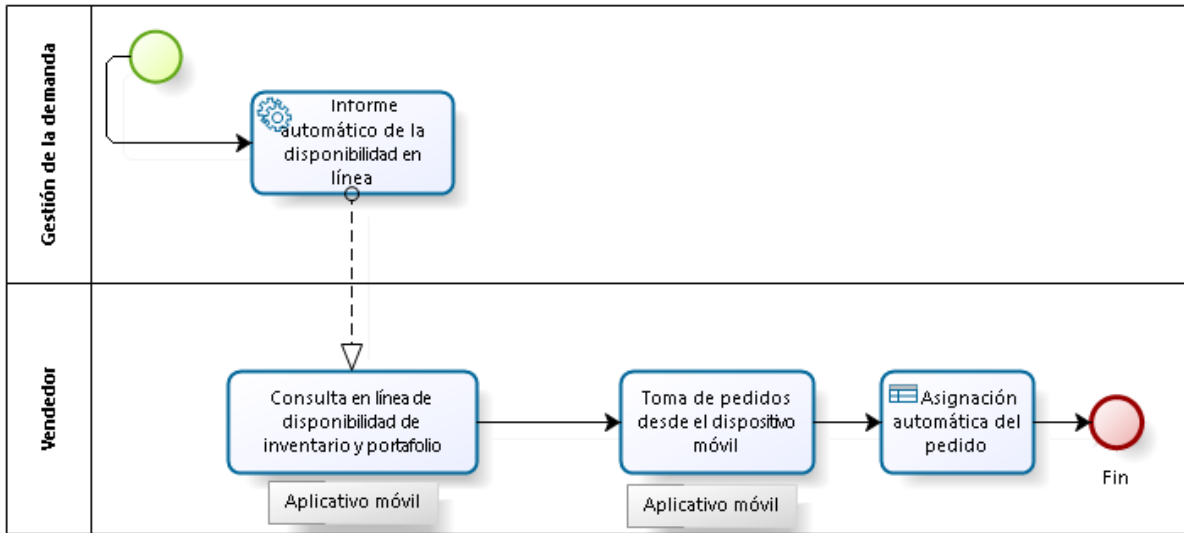 Gestión de la demanda
Informe
automático de la
disponibilidad en
línea
Vendedor
Consulta en línea de
disponibilidad de
inventario y portafolio
Aplicativo móvil
Toma de pedidos
desde el dispositivo
móvil
Aplicativo móvil
Asignación
automática del
pedido
Fin